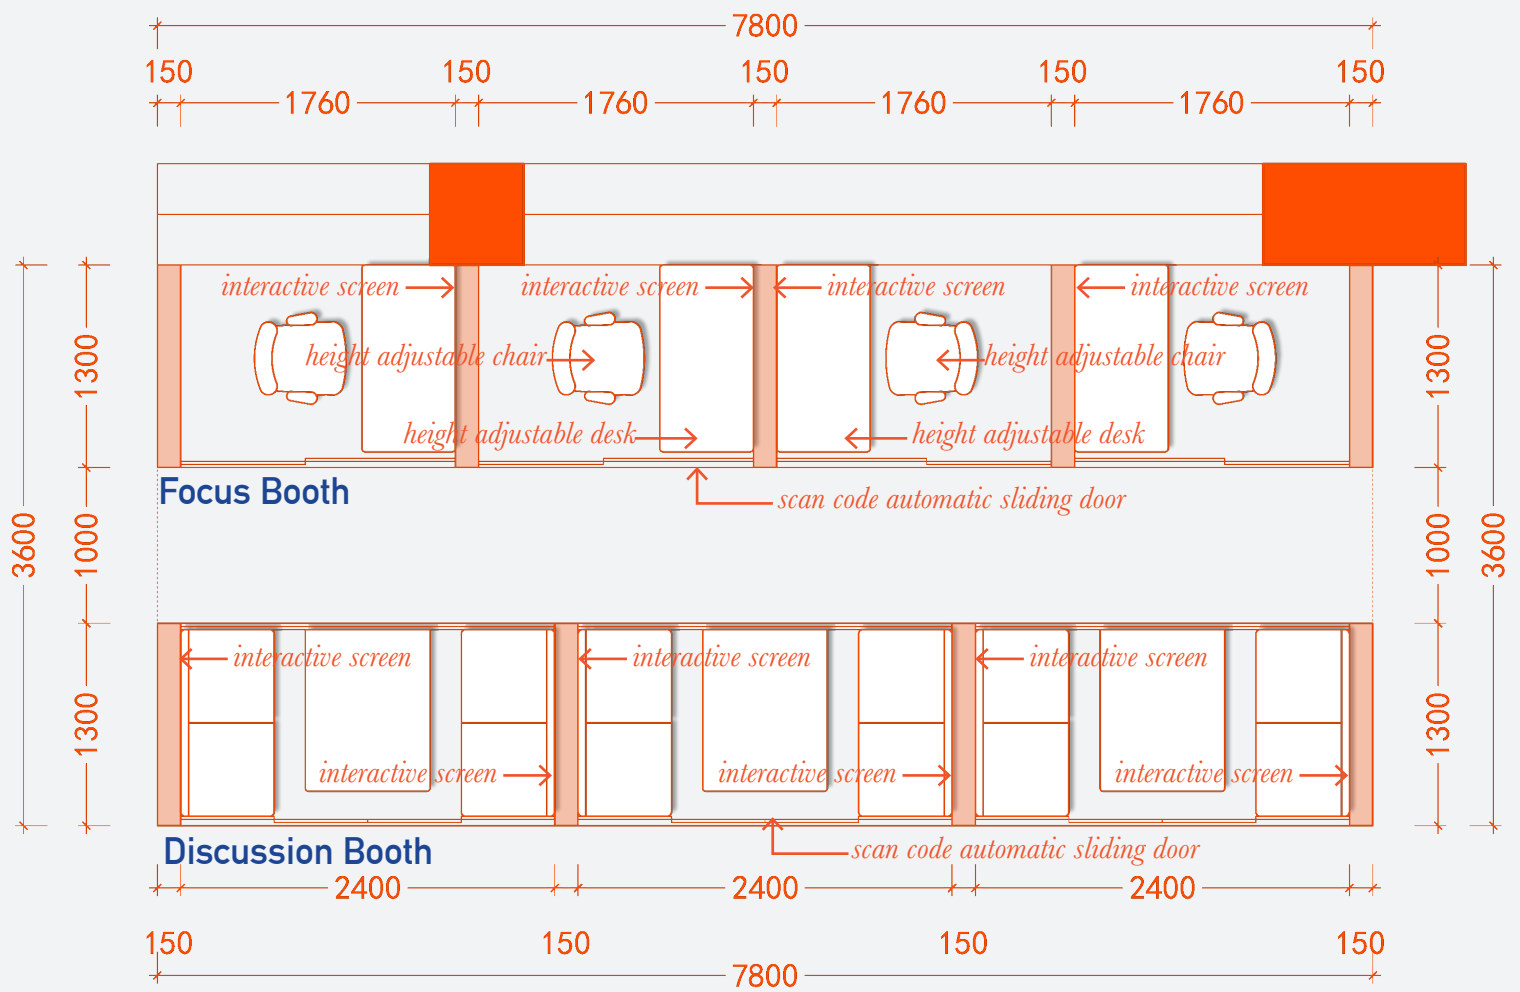 7800
150 150 150 150 150
1760 1760 1760 1760
interactive screen interactive screen interactive screen interactive screen
1300 height adjustable chair height adjustable chair 1300
height adjustable desk height adjustable desk
Focus Booth
scan code automatic sliding door
3600 1000 1000 3600
interactive screen interactive screen interactive screen
1300 1300
interactive screen interactive screen interactive screen
Discussion Booth
scan code automatic sliding door
2400 2400 2400
150 150 150 150
7800